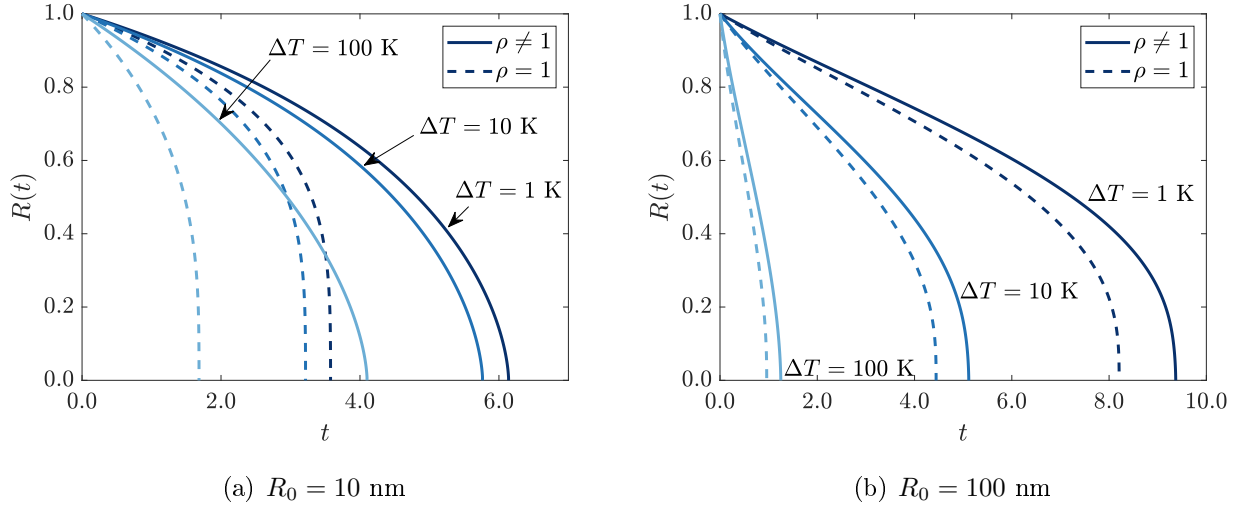 1.0
0.8
0.6
0.4
0.2
0.0
R(t)
0.0 2.0 4.0 6.0
t
ΔT = 100 K
ΔT = 10 K
ΔT = 1 K
ρ ≠ 1
ρ = 1
(a) R₀ = 10 nm
1.0
0.8
0.6
0.4
0.2
0.0
R(t)
0.0 2.0 4.0 6.0 8.0 10.0
t
ρ ≠ 1
ρ = 1
ΔT = 1 K
ΔT = 10 K
ΔT = 100 K
(b) R₀ = 100 nm